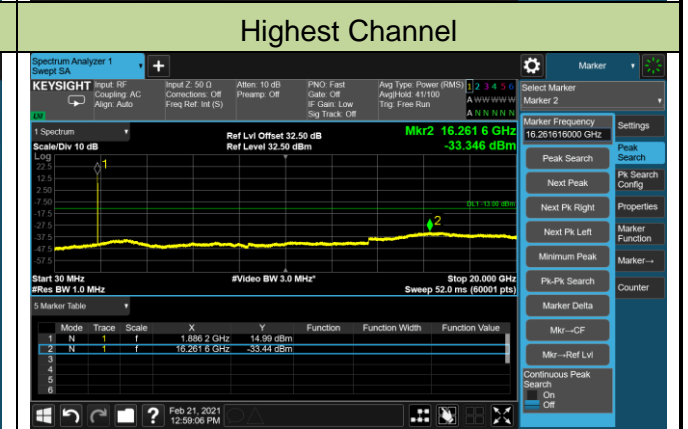 Highest Channel
Spectrum Analyzer 1
Swept SA
+
Marker
KEYSIGHT
Input: RF
Coupling: AC
Align: Auto
Input Z: 50 Ω
Corrections: Off
Freq Ref: Int (S)
Atten: 10 dB
Preamp: Off
PNO: Fast
Gate: Off
IF Gain: Low
Sig Track: Off
Avg Type: Power (RMS)
Avg|Hold: 41/100
Trig: Free Run
1 2 3 4 5 6
A W W W W W
A N N N N N
LXI
Select Marker
Marker 2
1 Spectrum
Scale/Div 10 dB
Log
Ref Lvl Offset 32.50 dB
Ref Level 32.50 dBm
Mkr2 16.261 6 GHz
-33.346 dBm
22.5
12.5
2.50
-7.50
-17.5
-27.5
-37.5
-47.5
-57.5
1
2
DL1 -13.00 dBm
Start 30 MHz
#Res BW 1.0 MHz
#Video BW 3.0 MHz*
Stop 20.000 GHz
Sweep 52.0 ms (60001 pts)
5 Marker Table
Mode Trace Scale X Y Function Function Width Function Value
1 N 1 f 1.886 2 GHz 14.99 dBm
2 N 1 f 16.261 6 GHz -33.44 dBm
3
4
5
6
Marker Frequency
16.261616000 GHz
Peak Search
Next Peak
Next Pk Right
Next Pk Left
Minimum Peak
Pk-Pk Search
Marker Delta
Mkr→CF
Mkr→Ref Lvl
Continuous Peak
Search
On
Off
Settings
Peak
Search
Pk Search
Config
Properties
Marker
Function
Marker→
Counter
?
Feb 21, 2021
12:59:06 PM